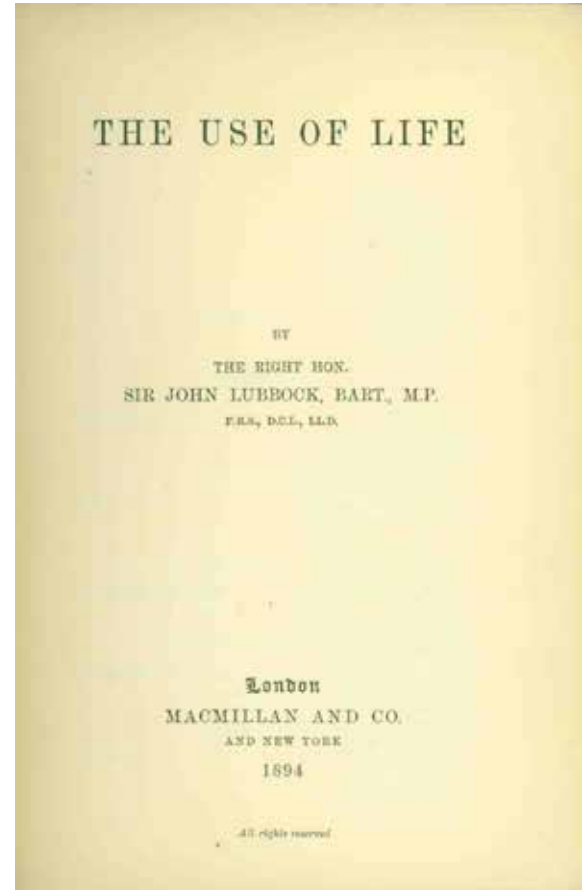 THE USE OF LIFE
BY
THE RIGHT HON.
SIR JOHN LUBBOCK, BART., M.P.
F.R.S., D.C.L., LL.D.
London
MACMILLAN AND CO.
AND NEW YORK
1894
All rights reserved